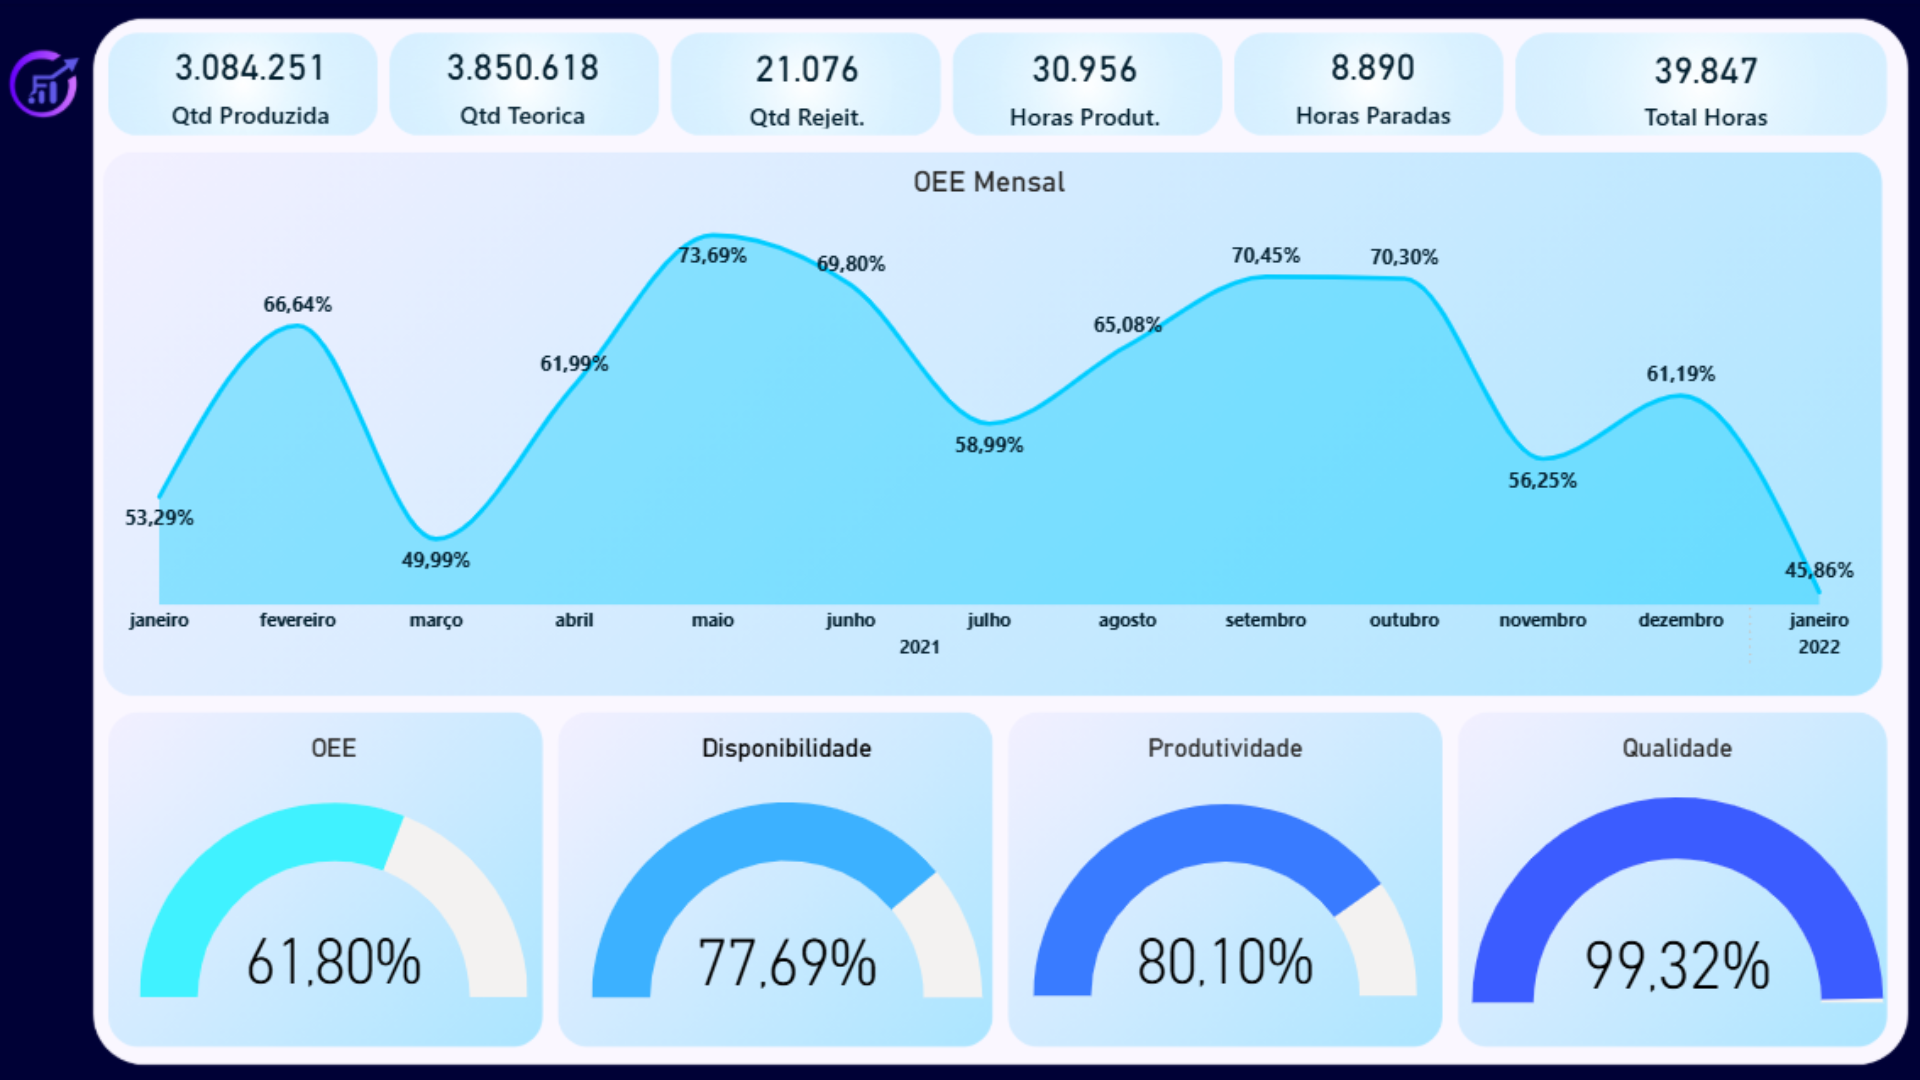 3.084.251
Qtd Produzida
3.850.618
Qtd Teorica
21.076
Qtd Rejeit.
30.956
Horas Produt.
8.890
Horas Paradas
39.847
Total Horas
OEE Mensal
53,29%
66,64%
49,99%
61,99%
73,69%
69,80%
58,99%
65,08%
70,45%
70,30%
56,25%
61,19%
45,86%
janeiro fevereiro março abril maio junho julho agosto setembro outubro novembro dezembro janeiro
2021 2022
OEE
61,80%
Disponibilidade
77,69%
Produtividade
80,10%
Qualidade
99,32%